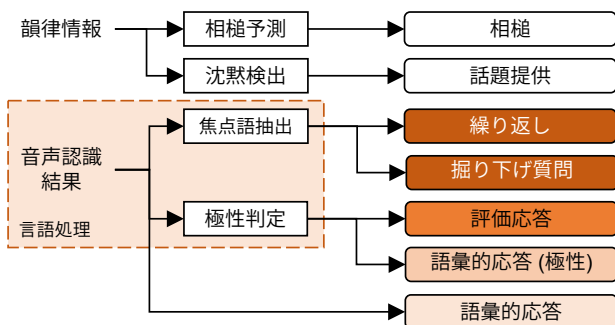 韻律情報
相槌予測
相槌
沈黙検出
話題提供
音声認識
結果
言語処理
焦点語抽出
繰り返し
掘り下げ質問
極性判定
評価応答
語彙的応答 (極性)
語彙的応答